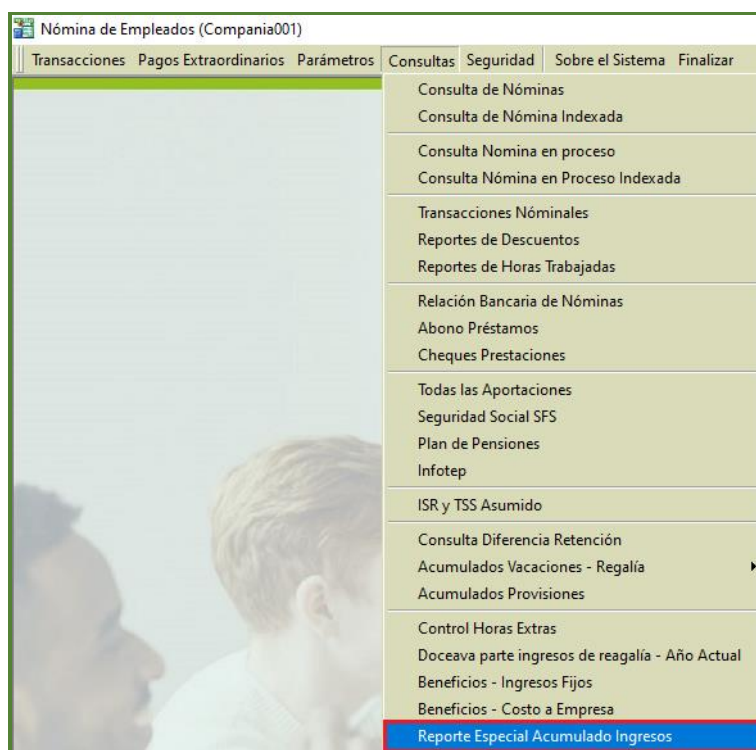 Nómina de Empleados (Compania001)
Transacciones Pagos Extraordinarios Parámetros Consultas Seguridad Sobre el Sistema Finalizar
Consulta de Nóminas
Consulta de Nómina Indexada
Consulta Nomina en proceso
Consulta Nómina en Proceso Indexada
Transacciones Nóminales
Reportes de Descuentos
Reportes de Horas Trabajadas
Relación Bancaria de Nóminas
Abono Préstamos
Cheques Prestaciones
Todas las Aportaciones
Seguridad Social SFS
Plan de Pensiones
Infotep
ISR y TSS Asumido
Consulta Diferencia Retención
Acumulados Vacaciones - Regalía
Acumulados Provisiones
Control Horas Extras
Doceava parte ingresos de reagalía - Año Actual
Beneficios - Ingresos Fijos
Beneficios - Costo a Empresa
Reporte Especial Acumulado Ingresos